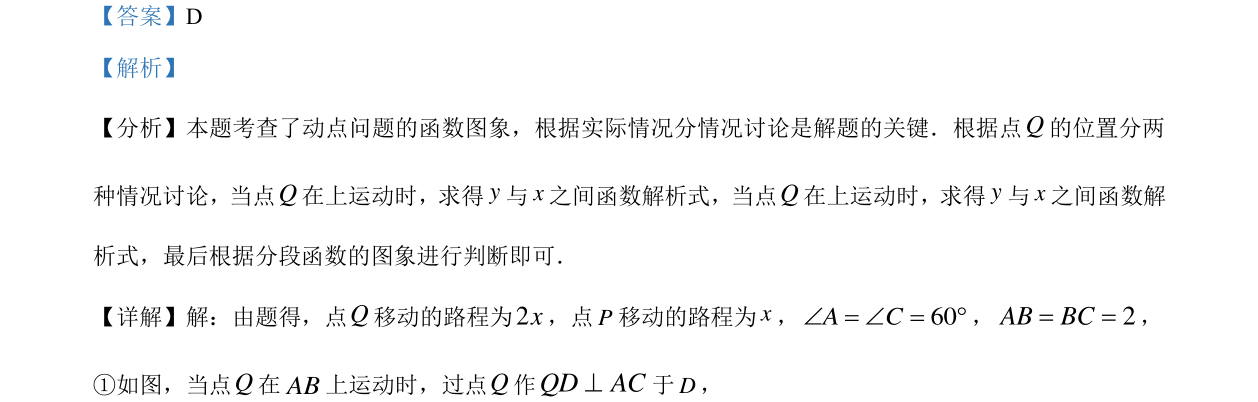 【答案】D
【解析】
【分析】本题考查了动点问题的函数图象，根据实际情况分情况讨论是解题的关键．根据点Q的位置分两
种情况讨论，当点Q在上运动时，求得y与x之间函数解析式，当点Q在上运动时，求得y与x之间函数解
析式，最后根据分段函数的图象进行判断即可．
【详解】解：由题得，点Q移动的路程为2x，点P移动的路程为x，∠A=∠C=60°，AB=BC=2，
①如图，当点Q在AB上运动时，过点Q作QD⊥AC于D，